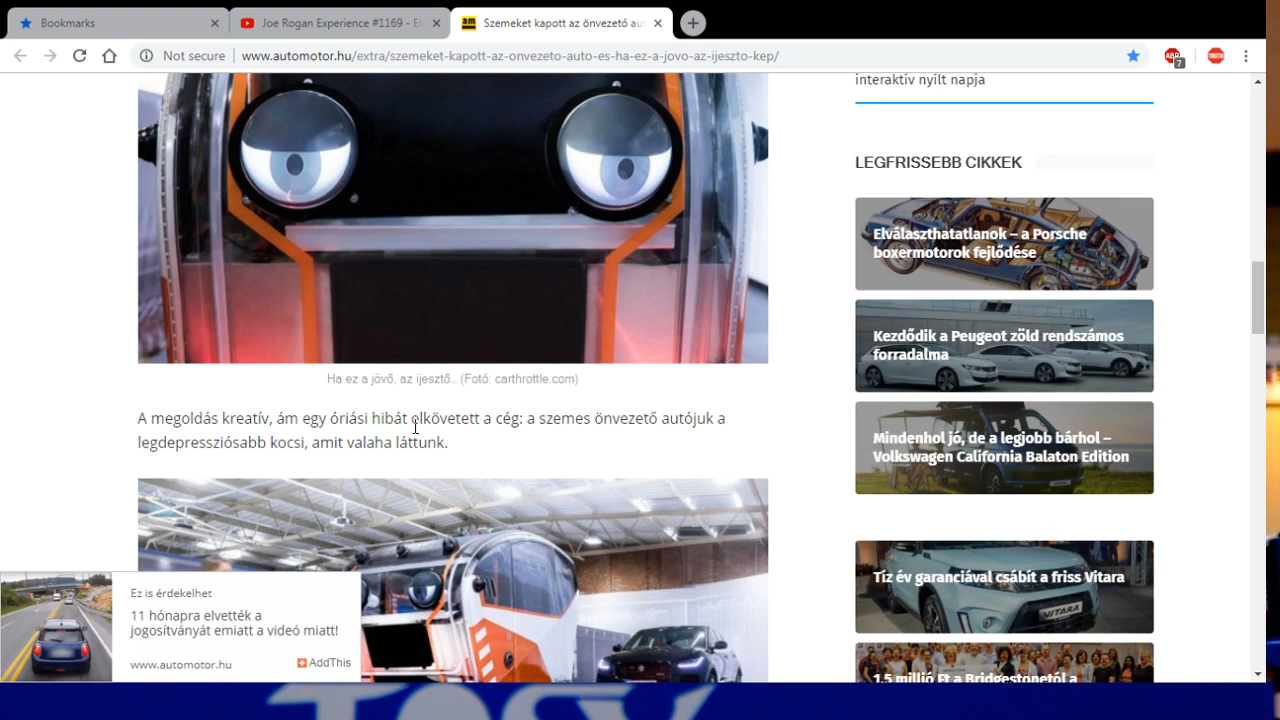 Bookmarks
Joe Rogan Experience #1169 - El
Szemeket kapott az önvezető au
Not secure
www.automotor.hu/extra/szemeket-kapott-az-onvezeto-auto-es-ha-ez-a-jovo-az-ijeszto-kep/
ABP
7
TRUTH
Ha ez a jövő, az ijesztő... (Fotó: carthrottle.com)
A megoldás kreatív, ám egy óriási hibát elkövetett a cég: a szemes önvezető autójuk a
legdepressziósabb kocsi, amit valaha láttunk.
Ez is érdekelhet
11 hónapra elvették a
jogosítványát emiatt a videó miatt!
www.automotor.hu
AddThis
interaktív nyílt napja
LEGFRISSEBB CIKKEK
Elválaszthatatlanok – a Porsche
boxermotorok fejlődése
Kezdődik a Peugeot zöld rendszámos
forradalma
Mindenhol jó, de a legjobb bárhol –
Volkswagen California Balaton Edition
Tíz év garanciával csábít a friss Vitara
VITARA
1,5 millió Ft a Bridgestonetól a